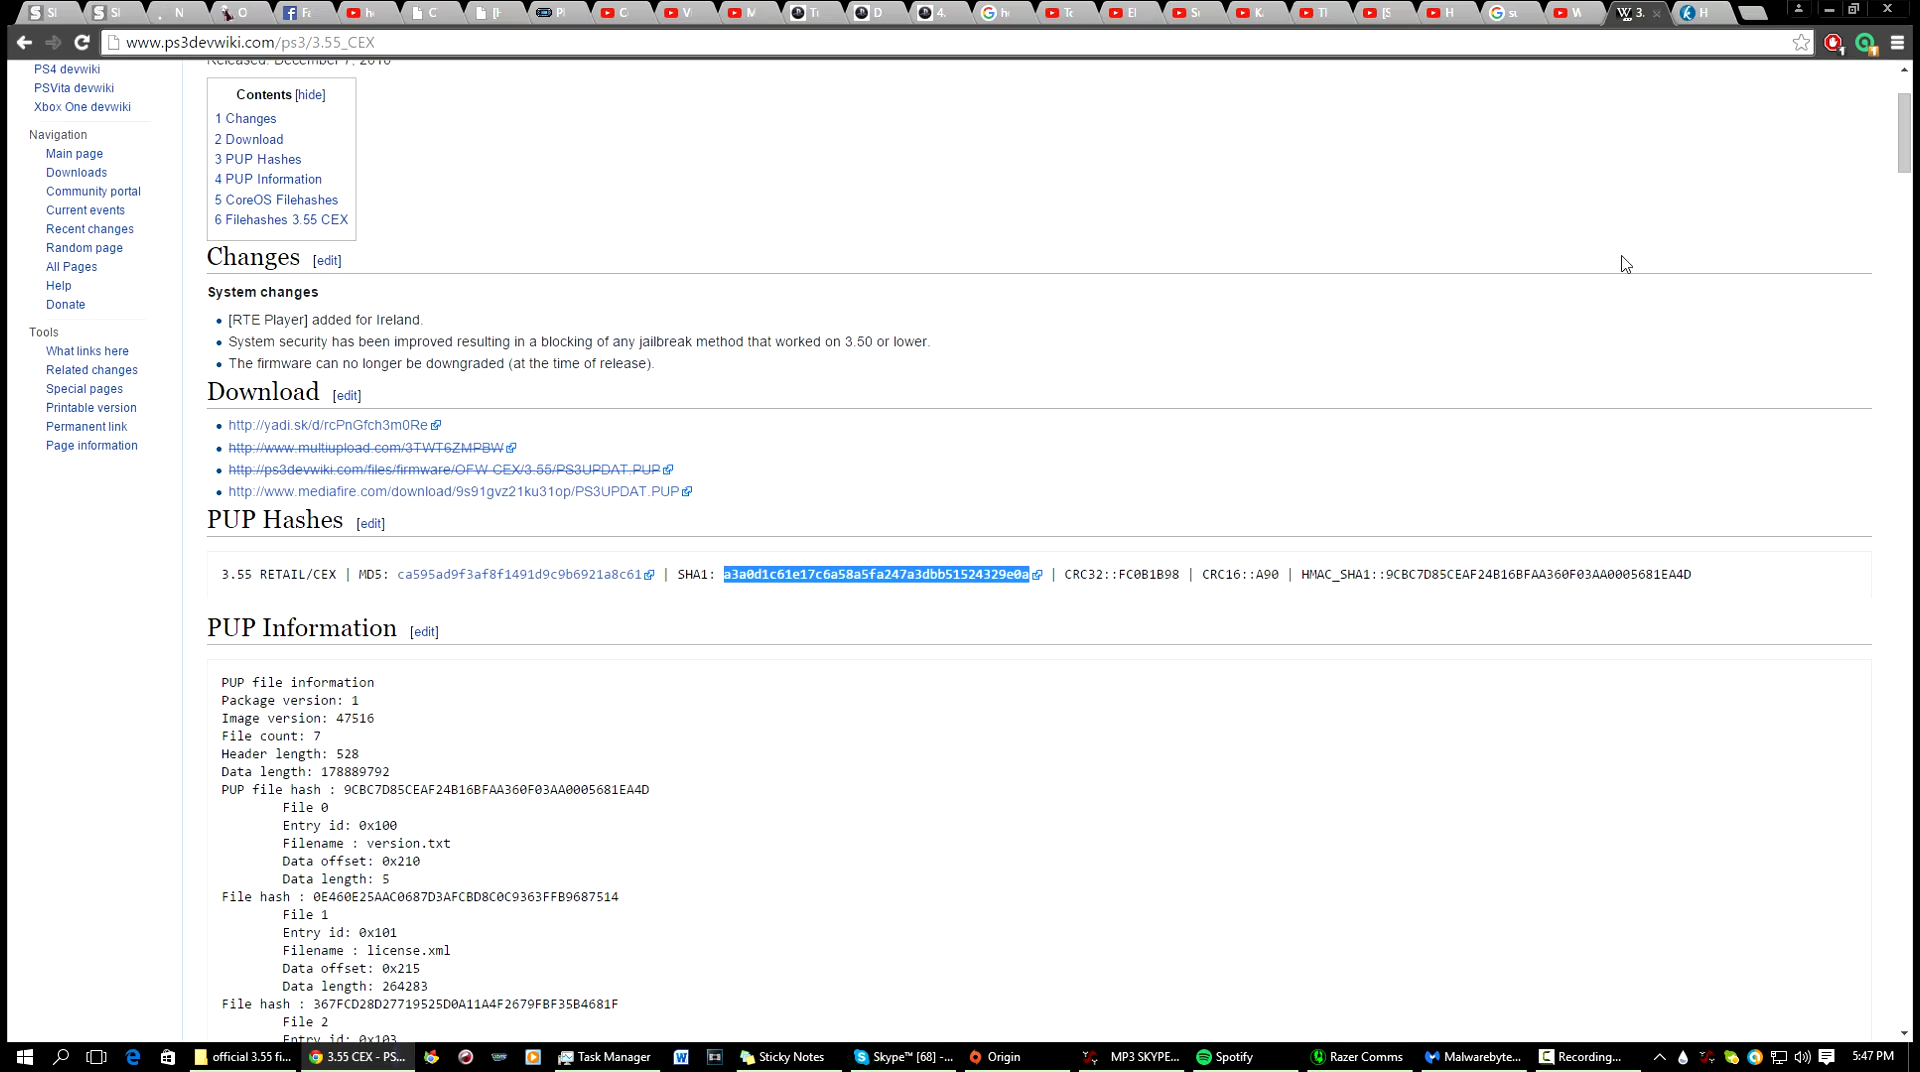 www.ps3devwiki.com/ps3/3.55_CEX
PS4 devwiki
PSVita devwiki
Xbox One devwiki
Navigation
Main page
Downloads
Community portal
Current events
Recent changes
Random page
All Pages
Help
Donate
Tools
What links here
Related changes
Special pages
Printable version
Permanent link
Page information
Contents [hide]
1 Changes
2 Download
3 PUP Hashes
4 PUP Information
5 CoreOS Filehashes
6 Filehashes 3.55 CEX
Changes [edit]
System changes
[RTE Player] added for Ireland.
System security has been improved resulting in a blocking of any jailbreak method that worked on 3.50 or lower.
The firmware can no longer be downgraded (at the time of release).
Download [edit]
http://yadi.sk/d/rcPnGfch3m0Re
http://www.multiupload.com/3TWT6ZMPBW
http://ps3devwiki.com/files/firmware/OFW-CEX/3.55/PS3UPDAT.PUP
http://www.mediafire.com/download/9s91gvz21ku31op/PS3UPDAT.PUP
PUP Hashes [edit]
3.55 RETAIL/CEX | MD5: ca595ad9f3af8f1491d9c9b6921a8c61 | SHA1: a3a0d1c61e17c6a58a5fa247a3dbb51524329e0a | CRC32::FC0B1B98 | CRC16::A90 | HMAC_SHA1::9CBC7D85CEAF24B16BFAA360F03AA0005681EA4D
PUP Information [edit]
PUP file information
Package version: 1
Image version: 47516
File count: 7
Header length: 528
Data length: 178889792
PUP file hash : 9CBC7D85CEAF24B16BFAA360F03AA0005681EA4D
File 0
Entry id: 0x100
Filename : version.txt
Data offset: 0x210
Data length: 5
File hash : 0E460E25AAC0687D3AFCBD8C0C9363FFB9687514
File 1
Entry id: 0x101
Filename : license.xml
Data offset: 0x215
Data length: 264283
File hash : 367FCD28D27719525D0A11A4F2679FBF35B4681F
File 2
official 3.55 fi...
3.55 CEX - PS...
Task Manager
Sticky Notes
Skype™ [68] -...
Origin
MP3 SKYPE...
Spotify
Razer Comms
Malwarebyte...
Recording...
5:47 PM